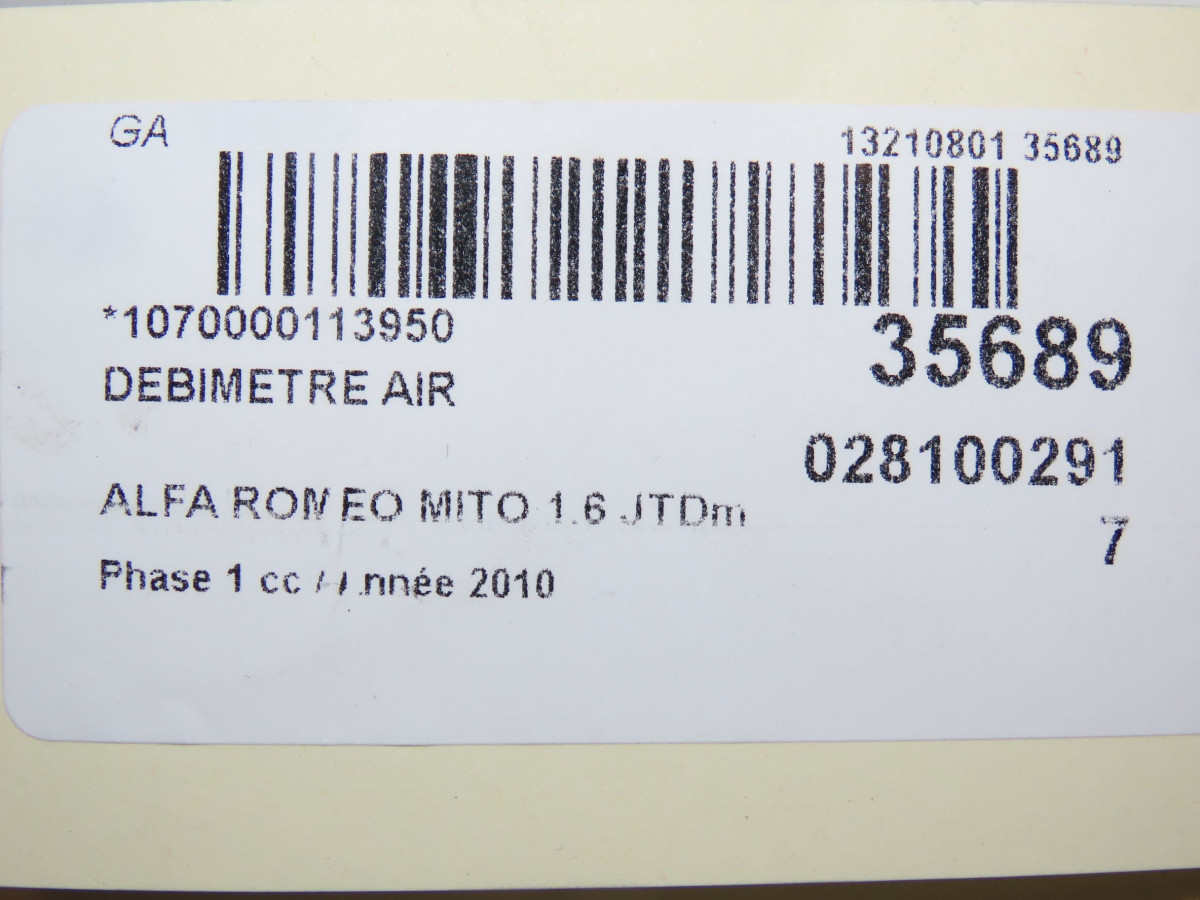 GA
13210801 35689
*1070000113950
35689
DEBIMETRE AIR
028100291
7
ALFA ROMEO MITO 1.6 JTDm
Phase 1 cc / Année 2010